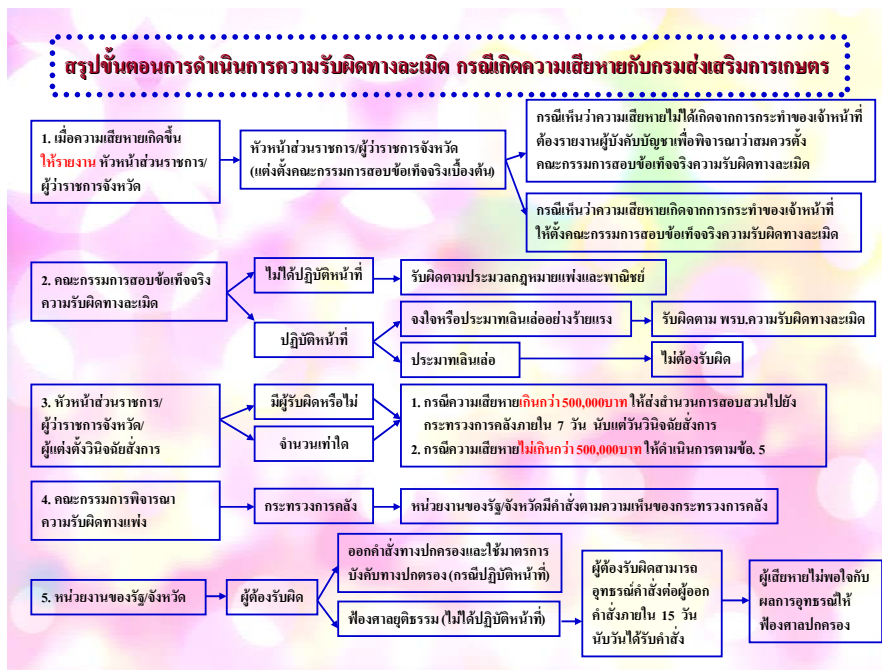 สรุปขั้นตอนการดำเนินการความรับผิดทางละเมิด กรณีเกิดความเสียหายกับกรมส่งเสริมการเกษตร
1. เมื่อความเสียหายเกิดขึ้น
ให้รายงาน หัวหน้าส่วนราชการ/
ผู้ว่าราชการจังหวัด
หัวหน้าส่วนราชการ/ผู้ว่าราชการจังหวัด
(แต่งตั้งคณะกรรมการสอบข้อเท็จจริงเบื้องต้น)
กรณีเห็นว่าความเสียหายไม่ได้เกิดจากการกระทำของเจ้าหน้าที่
ต้องรายงานผู้บังคับบัญชาเพื่อพิจารณาว่าสมควรตั้ง
คณะกรรมการสอบข้อเท็จจริงความรับผิดทางละเมิด
กรณีเห็นว่าความเสียหายเกิดจากการกระทำของเจ้าหน้าที่
ให้ตั้งคณะกรรมการสอบข้อเท็จจริงความรับผิดทางละเมิด
2. คณะกรรมการสอบข้อเท็จจริง
ความรับผิดทางละเมิด
ไม่ได้ปฏิบัติหน้าที่
รับผิดตามประมวลกฎหมายแพ่งและพาณิชย์
ปฏิบัติหน้าที่
จงใจหรือประมาทเลินเล่ออย่างร้ายแรง
รับผิดตาม พรบ.ความรับผิดทางละเมิด
ประมาทเลินเล่อ
ไม่ต้องรับผิด
3. หัวหน้าส่วนราชการ/
ผู้ว่าราชการจังหวัด/
ผู้แต่งตั้งวินิจฉัยสั่งการ
มีผู้รับผิดหรือไม่
จำนวนเท่าใด
1. กรณีความเสียหายเกินกว่า 500,000บาท ให้ส่งสำนวนการสอบสวนไปยัง
กระทรวงการคลังภายใน 7 วัน นับแต่วันวินิจฉัยสั่งการ
2. กรณีความเสียหายไม่เกินกว่า 500,000บาท ให้ดำเนินการตามข้อ. 5
4. คณะกรรมการพิจารณา
ความรับผิดทางแพ่ง
กระทรวงการคลัง
หน่วยงานของรัฐ/จังหวัดมีคำสั่งตามความเห็นของกระทรวงการคลัง
5. หน่วยงานของรัฐ/จังหวัด
ผู้ต้องรับผิด
ออกคำสั่งทางปกครองและใช้มาตรการ
บังคับทางปกตรอง (กรณีปฏิบัติหน้าที่)
ฟ้องศาลยุติธรรม (ไม่ได้ปฏิบัติหน้าที่)
ผู้ต้องรับผิดสามารถ
อุทธรณ์คำสั่งต่อผู้ออก
คำสั่งภายใน 15 วัน
นับวันได้รับคำสั่ง
ผู้เสียหายไม่พอใจกับ
ผลการอุทธรณ์ให้
ฟ้องศาลปกครอง